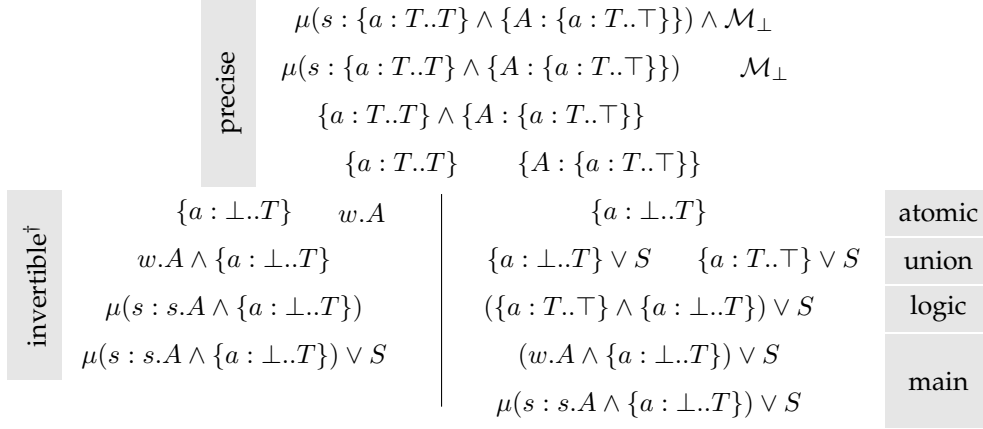 precise
μ(s : {a : T..T} ∧ {A : {a : T..⊤}}) ∧ ℳ⊥
μ(s : {a : T..T} ∧ {A : {a : T..⊤}}) ℳ⊥
{a : T..T} ∧ {A : {a : T..⊤}}
{a : T..T} {A : {a : T..⊤}}
invertible†
{a : ⊥..T} w.A {a : ⊥..T} atomic
w.A ∧ {a : ⊥..T} {a : ⊥..T} ∨ S {a : T..⊤} ∨ S union
μ(s : s.A ∧ {a : ⊥..T}) ({a : T..⊤} ∧ {a : ⊥..T}) ∨ S logic
μ(s : s.A ∧ {a : ⊥..T}) ∨ S (w.A ∧ {a : ⊥..T}) ∨ S
main
μ(s : s.A ∧ {a : ⊥..T}) ∨ S